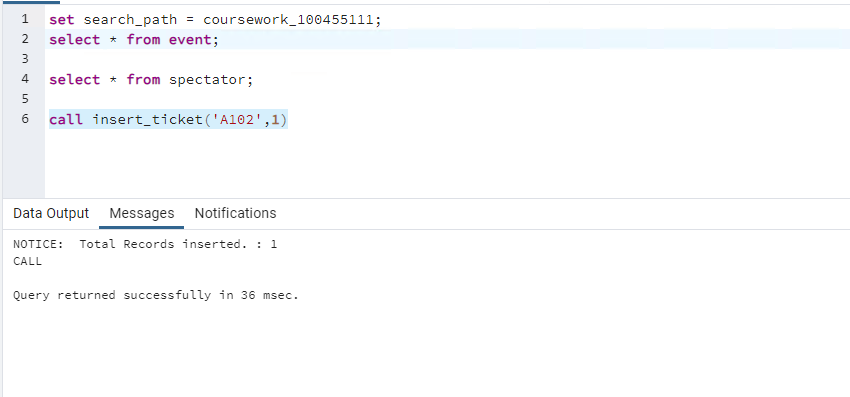 1 set search_path = coursework_100455111;
2 select * from event;
3
4 select * from spectator;
5
6 call insert_ticket('A102',1)
Data Output Messages Notifications
NOTICE:  Total Records inserted. : 1
CALL
Query returned successfully in 36 msec.